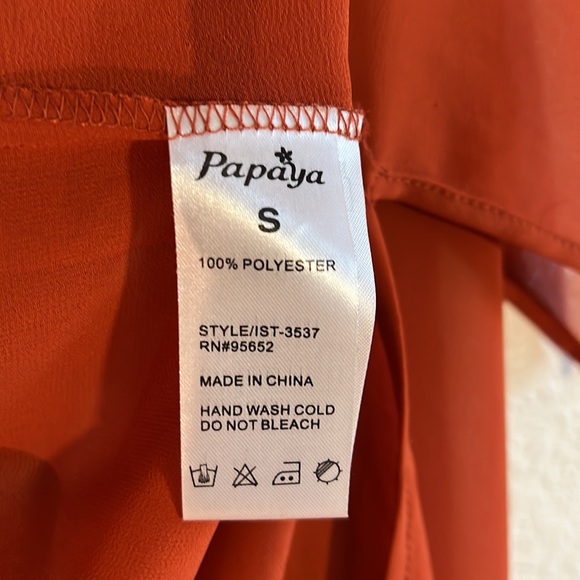 Papaya
S
100% POLYESTER
STYLE/IST-3537
RN#95652
MADE IN CHINA
HAND WASH COLD
DO NOT BLEACH